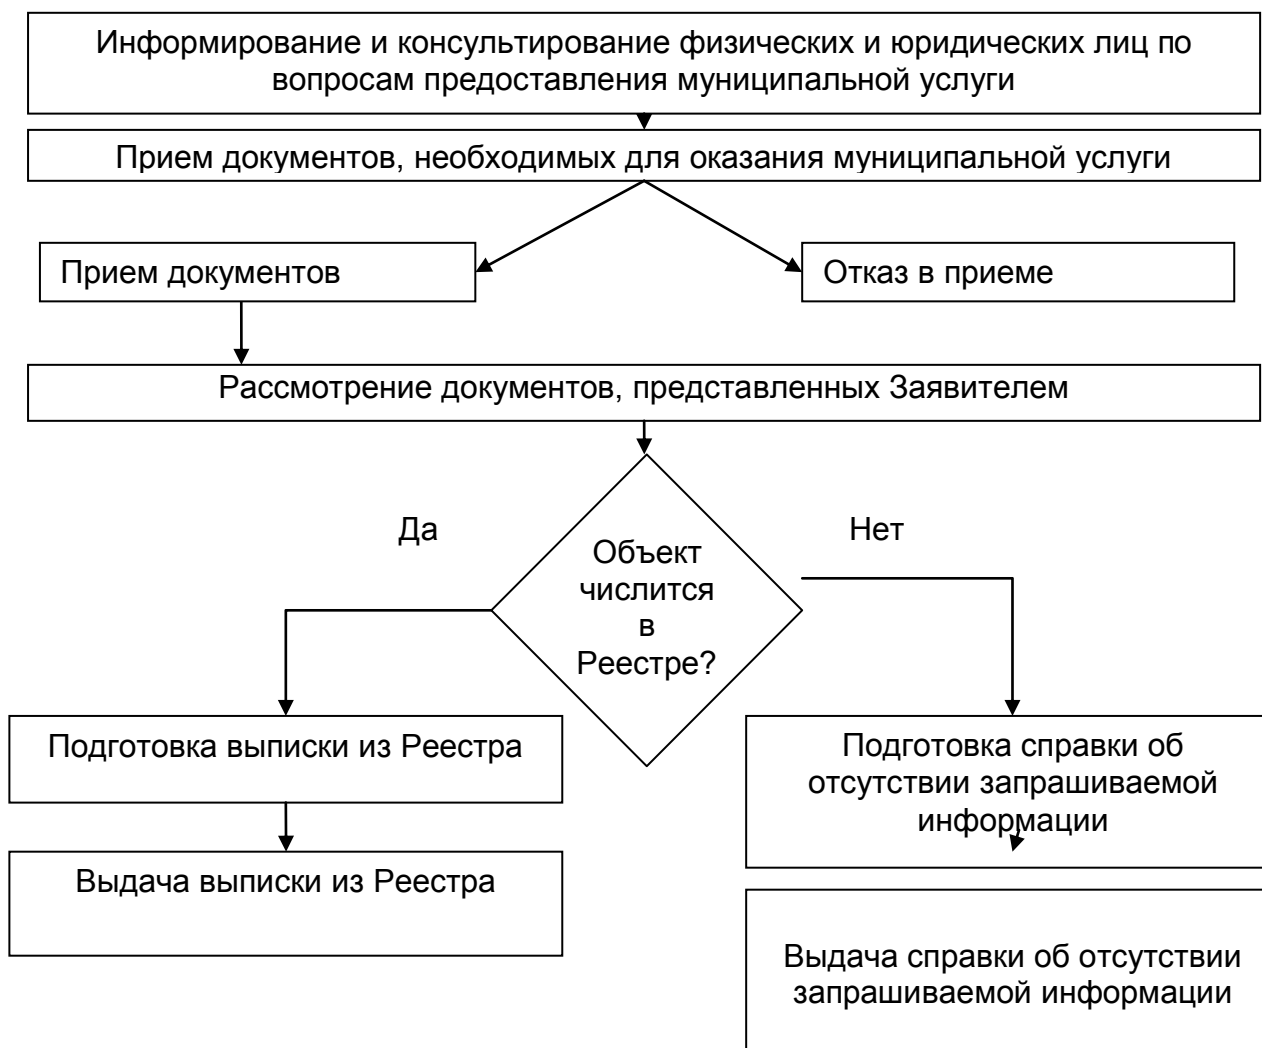 Информирование и консультирование физических и юридических лиц по
вопросам предоставления муниципальной услуги
Прием документов, необходимых для оказания муниципальной услуги
Прием документов
Отказ в приеме
Рассмотрение документов, представленных Заявителем
Да
Нет
Объект
числится
в
Реестре?
Подготовка выписки из Реестра
Подготовка справки об
отсутствии запрашиваемой
информации
Выдача выписки из Реестра
Выдача справки об отсутствии
запрашиваемой информации